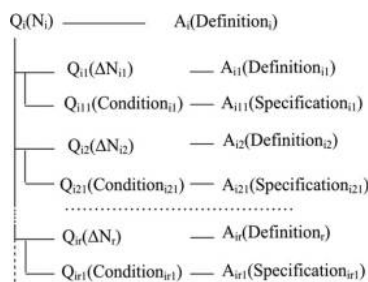 Qᵢ(Nᵢ) Aᵢ(Definitionᵢ)
Qᵢ₁(ΔNᵢ₁) Aᵢ₁(Definitionᵢ₁)
Qᵢ₁₁(Conditionᵢ₁) Aᵢ₁₁(Specificationᵢ₁)
Qᵢ₂(ΔNᵢ₂) Aᵢ₂(Definitionᵢ₂)
Qᵢ₂₁(Conditionᵢ₂₁) Aᵢ₂₁(Specificationᵢ₂₁)
Qᵢᵣ(ΔNᵣ) Aᵢᵣ(Definitionᵣ)
Qᵢᵣ₁(Conditionᵢᵣ₁) Aᵢᵣ₁(Specificationᵢᵣ₁)